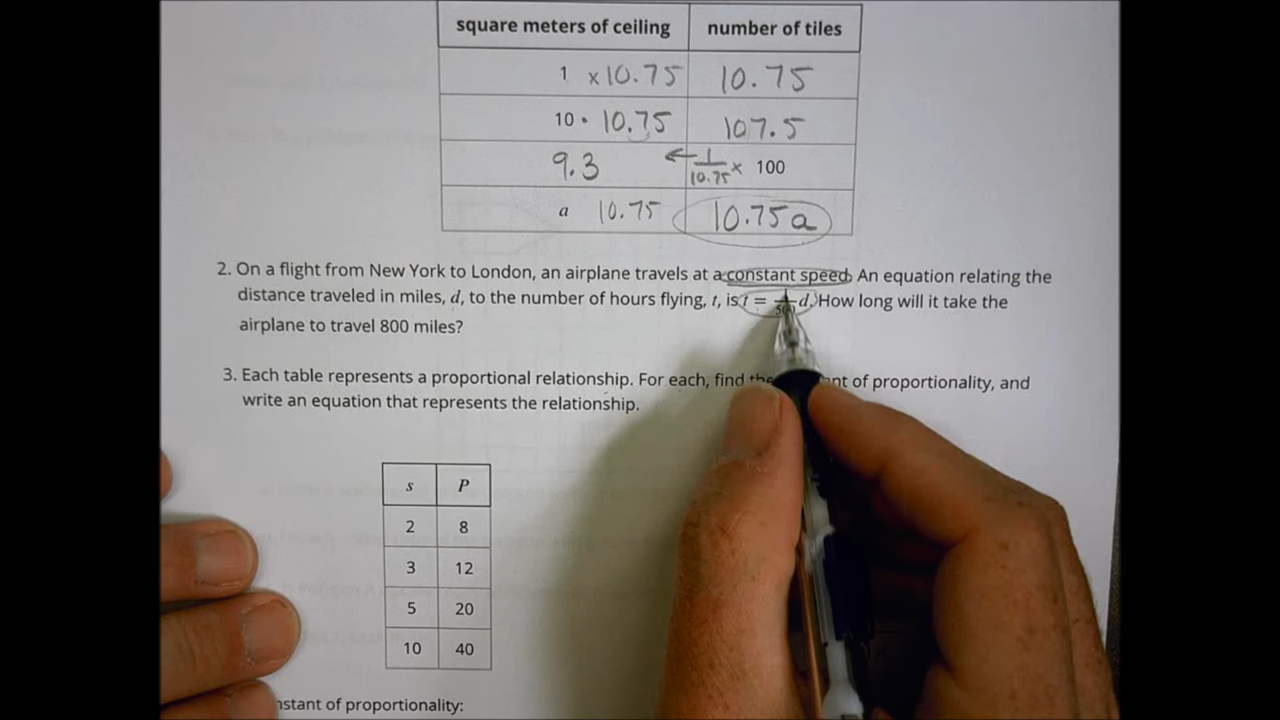 square meters of ceiling number of tiles
1 x10.75 10.75
10 · 10.75 107.5
9.3 ← 1/10.75 x 100
a 10.75 10.75a
2. On a flight from New York to London, an airplane travels at a constant speed. An equation relating the
distance traveled in miles, d, to the number of hours flying, t, is t = d. How long will it take the
airplane to travel 800 miles?
3. Each table represents a proportional relationship. For each, find of proportionality, and
write an equation that represents the relationship.
s P
2 8
3 12
5 20
10 40
of proportionality: